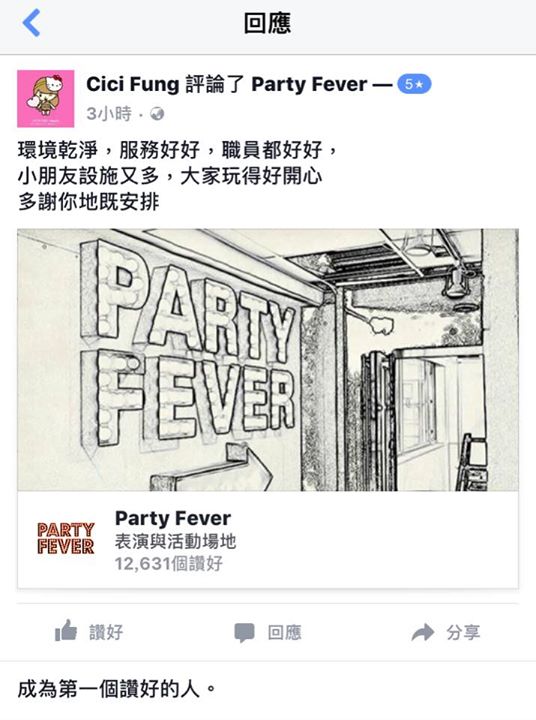 回應
Cici Fung 評論了 Party Fever — 5★
3小時 ·
環境乾淨，服務好好，職員都好好，
小朋友設施又多，大家玩得好開心
多謝你地既安排
PARTY
FEVER
PARTY
FEVER
Party Fever
表演與活動場地
12,631個讚好
讚好 回應 分享
成為第一個讚好的人。